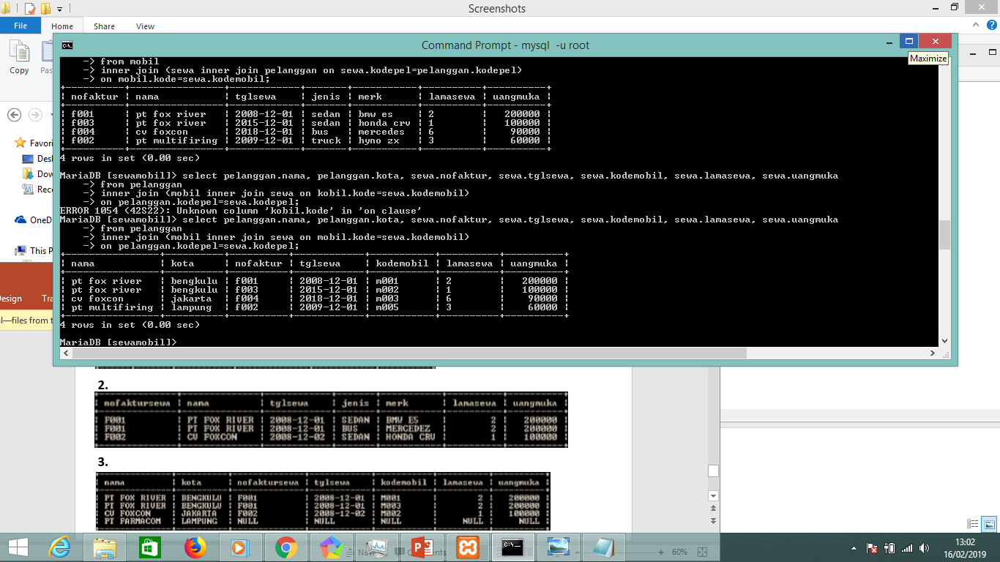 Screenshots
File Home Share View
Copy Pas
Command Prompt - mysql -u root
Maximize
-> from mobil
-> inner join (sewa inner join pelanggan on sewa.kodepel=pelanggan.kodepel)
-> on mobil.kode=sewa.kodemobil;
| nofaktur | nama | tglsewa | jenis | merk | lamasewa | uangmuka |
| f001 | pt fox river | 2008-12-01 | sedan | bmw es | 2 | 200000 |
| f003 | pt fox river | 2015-12-01 | sedan | honda crv | 1 | 100000 |
| f004 | cv foxcon | 2018-12-01 | bus | mercedes | 6 | 90000 |
| f002 | pt multifiring | 2009-12-01 | truck | hyno zx | 3 | 60000 |
4 rows in set (0.00 sec)
MariaDB [sewamobil]> select pelanggan.nama, pelanggan.kota, sewa.nofaktur, sewa.tglsewa, sewa.kodemobil, sewa.lamasewa, sewa.uangmuka
-> from pelanggan
-> inner join (mobil inner join sewa on kobil.kode=sewa.kodemobil)
-> on pelanggan.kodepel=sewa.kodepel;
ERROR 1054 (42S22): Unknown column 'kobil.kode' in 'on clause'
MariaDB [sewamobil]> select pelanggan.nama, pelanggan.kota, sewa.nofaktur, sewa.tglsewa, sewa.kodemobil, sewa.lamasewa, sewa.uangmuka
-> from pelanggan
-> inner join (mobil inner join sewa on mobil.kode=sewa.kodemobil)
-> on pelanggan.kodepel=sewa.kodepel;
| nama | kota | nofaktur | tglsewa | kodemobil | lamasewa | uangmuka |
| pt fox river | bengkulu | f001 | 2008-12-01 | m001 | 2 | 200000 |
| pt fox river | bengkulu | f003 | 2015-12-01 | m002 | 1 | 100000 |
| cv foxcon | jakarta | f004 | 2018-12-01 | m003 | 6 | 90000 |
| pt multifiring | lampung | f002 | 2009-12-01 | m005 | 3 | 60000 |
4 rows in set (0.00 sec)
MariaDB [sewamobil]>
Favori
Desk
Dow
Rece
OneD
This P
esign Tra
l—files from t
2.
| nofaktursewa | nama | tglsewa | jenis | merk | lamasewa | uangmuka |
| F001 | PT FOX RIVER | 2008-12-01 | SEDAN | BMW E5 | 2 | 200000 |
| F001 | PT FOX RIVER | 2008-12-01 | BUS | MERCEDEZ | 2 | 200000 |
| F002 | CV FOXCON | 2008-12-02 | SEDAN | HONDA CRV | 1 | 100000 |
3.
| nama | kota | nofaktursewa | tglsewa | kodemobil | lamasewa | uangmuka |
| PT FOX RIVER | BENGKULU | F001 | 2008-12-01 | M001 | 2 | 200000 |
| PT FOX RIVER | BENGKULU | F001 | 2008-12-01 | M003 | 2 | 200000 |
| CV FOXCON | JAKARTA | F002 | 2008-12-02 | M002 | 1 | 100000 |
| PT FARMACOM | LAMPUNG | NULL | NULL | NULL | NULL | NULL |
60%
13:02
16/02/2019